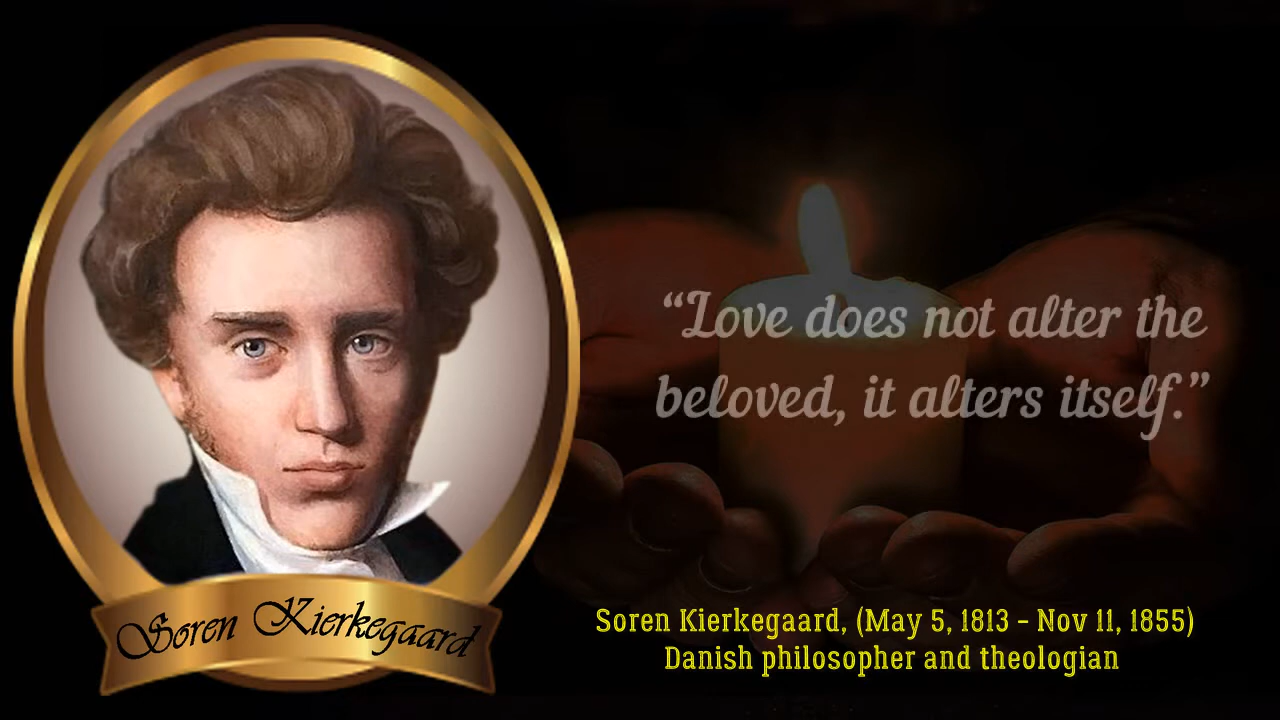 “Love does not alter the
beloved, it alters itself.”
Soren Kierkegaard
Soren Kierkegaard, (May 5, 1813 - Nov 11, 1855)
Danish philosopher and theologian